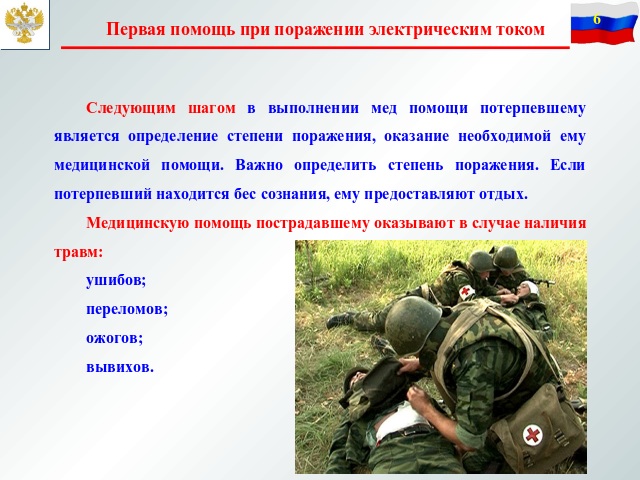 Первая помощь при поражении электрическим током
6
Следующим шагом в выполнении мед помощи потерпевшему
является определение степени поражения, оказание необходимой ему
медицинской помощи. Важно определить степень поражения. Если
потерпевший находится бес сознания, ему предоставляют отдых.
Медицинскую помощь пострадавшему оказывают в случае наличия
травм:
ушибов;
переломов;
ожогов;
вывихов.